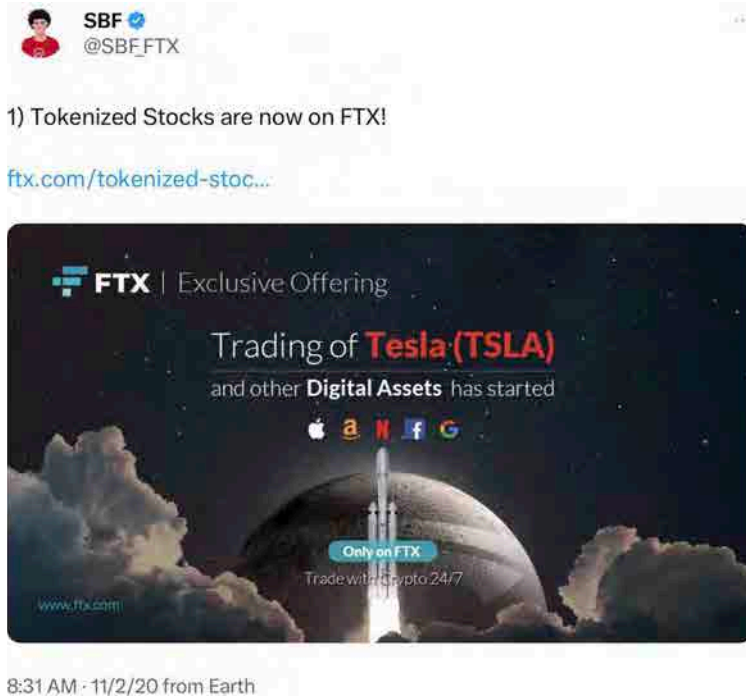 SBF
@SBF_FTX
1) Tokenized Stocks are now on FTX!
ftx.com/tokenized-stoc...
FTX | Exclusive Offering
Trading of Tesla (TSLA)
and other Digital Assets has started
Only on FTX
Trade with Crypto 24/7
www.ftx.com
8:31 AM · 11/2/20 from Earth